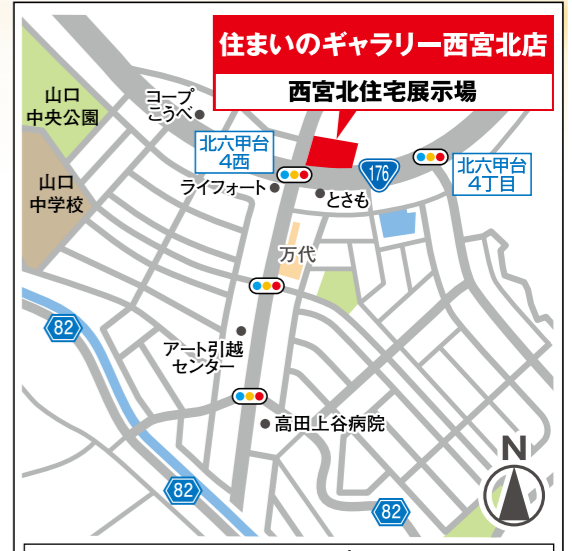 住まいのギャラリー西宮北店
西宮北住宅展示場
山口
中央公園
コープ
こうべ
北六甲台
4西
176
北六甲台
4丁目
山口
中学校
ライフォート
とさも
万代
82
アート引越
センター
高田上谷病院
N
82
82